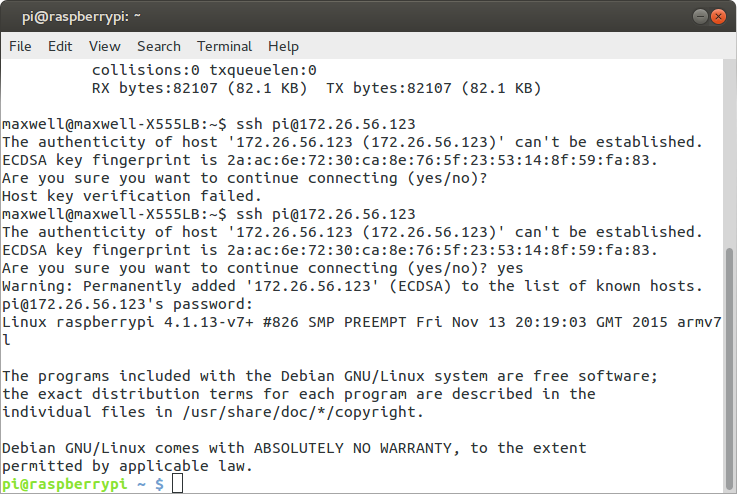 pi@raspberrypi: ~
File Edit View Search Terminal Help
collisions:0 txqueuelen:0
RX bytes:82107 (82.1 KB)  TX bytes:82107 (82.1 KB)
maxwell@maxwell-X555LB:~$ ssh pi@172.26.56.123
The authenticity of host '172.26.56.123 (172.26.56.123)' can't be established.
ECDSA key fingerprint is 2a:ac:6e:72:30:ca:8e:76:5f:23:53:14:8f:59:fa:83.
Are you sure you want to continue connecting (yes/no)?
Host key verification failed.
maxwell@maxwell-X555LB:~$ ssh pi@172.26.56.123
The authenticity of host '172.26.56.123 (172.26.56.123)' can't be established.
ECDSA key fingerprint is 2a:ac:6e:72:30:ca:8e:76:5f:23:53:14:8f:59:fa:83.
Are you sure you want to continue connecting (yes/no)? yes
Warning: Permanently added '172.26.56.123' (ECDSA) to the list of known hosts.
pi@172.26.56.123's password:
Linux raspberrypi 4.1.13-v7+ #826 SMP PREEMPT Fri Nov 13 20:19:03 GMT 2015 armv7
l
The programs included with the Debian GNU/Linux system are free software;
the exact distribution terms for each program are described in the
individual files in /usr/share/doc/*/copyright.
Debian GNU/Linux comes with ABSOLUTELY NO WARRANTY, to the extent
permitted by applicable law.
pi@raspberrypi ~ $